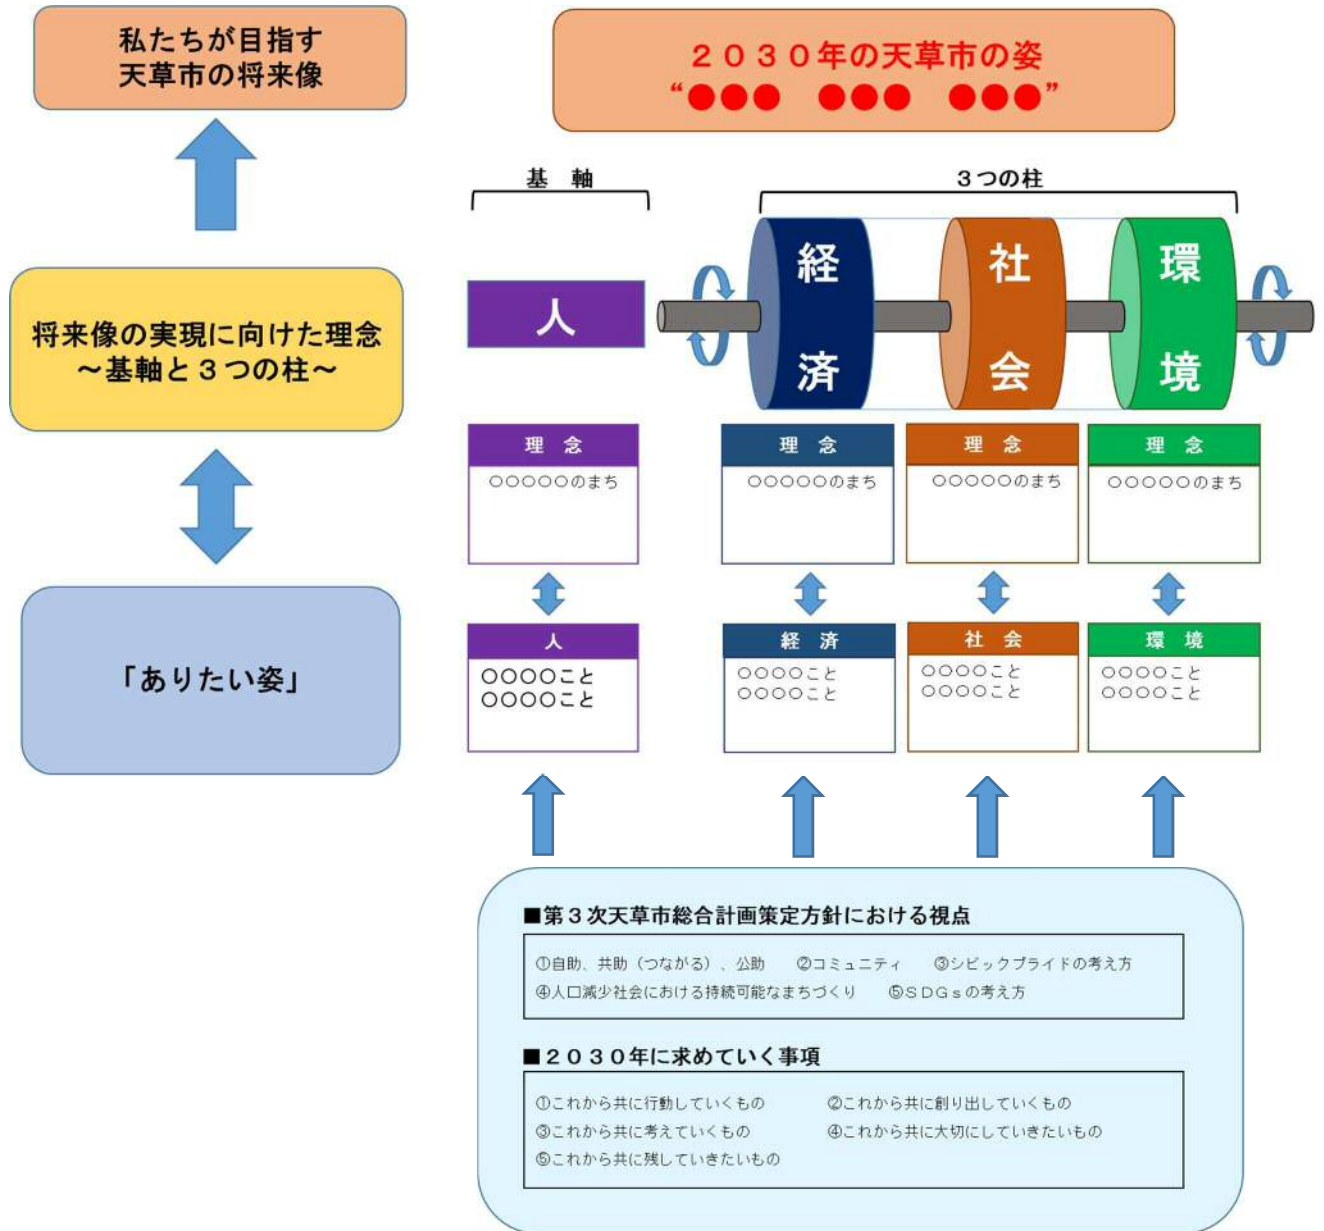 私たちが目指す
天草市の将来像
２０３０年の天草市の姿
“●●●　●●●　●●●”
基　軸
３つの柱
将来像の実現に向けた理念
～基軸と３つの柱～
人
経済
社会
環境
理　念
○○○○○のまち
理　念
○○○○○のまち
理　念
○○○○○のまち
理　念
○○○○○のまち
「ありたい姿」
人
○○○○こと
○○○○こと
経　済
○○○○こと
○○○○こと
社　会
○○○○こと
○○○○こと
環　境
○○○○こと
○○○○こと
■第３次天草市総合計画策定方針における視点
①自助、共助（つながる）、公助　②コミュニティ　③シビックプライドの考え方
④人口減少社会における持続可能なまちづくり　⑤ＳＤＧｓの考え方
■２０３０年に求めていく事項
①これから共に行動していくもの　②これから共に創り出していくもの
③これから共に考えていくもの　④これから共に大切にしていきたいもの
⑤これから共に残していきたいもの